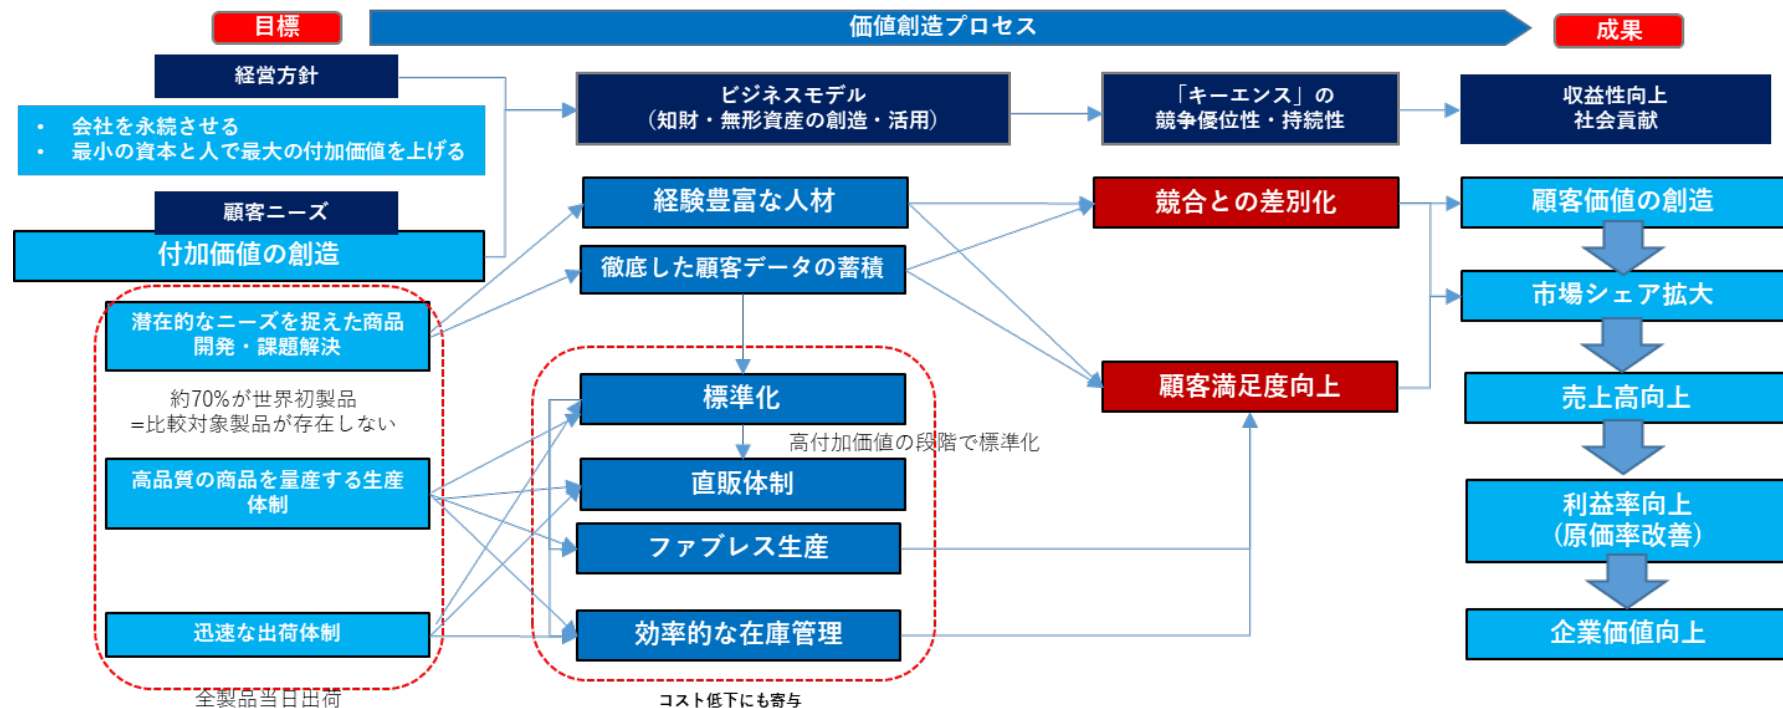 目標
価値創造プロセス
成果
経営方針
・ 会社を永続させる
・ 最小の資本と人で最大の付加価値を上げる
顧客ニーズ
付加価値の創造
潜在的なニーズを捉えた商品
開発・課題解決
約70%が世界初製品
=比較対象製品が存在しない
高品質の商品を量産する生産
体制
迅速な出荷体制
全製品当日出荷
ビジネスモデル
（知財・無形資産の創造・活用）
経験豊富な人材
徹底した顧客データの蓄積
標準化
高付加価値の段階で標準化
直販体制
ファブレス生産
効率的な在庫管理
コスト低下にも寄与
「キーエンス」の
競争優位性・持続性
競合との差別化
顧客満足度向上
収益性向上
社会貢献
顧客価値の創造
市場シェア拡大
売上高向上
利益率向上
(原価率改善)
企業価値向上